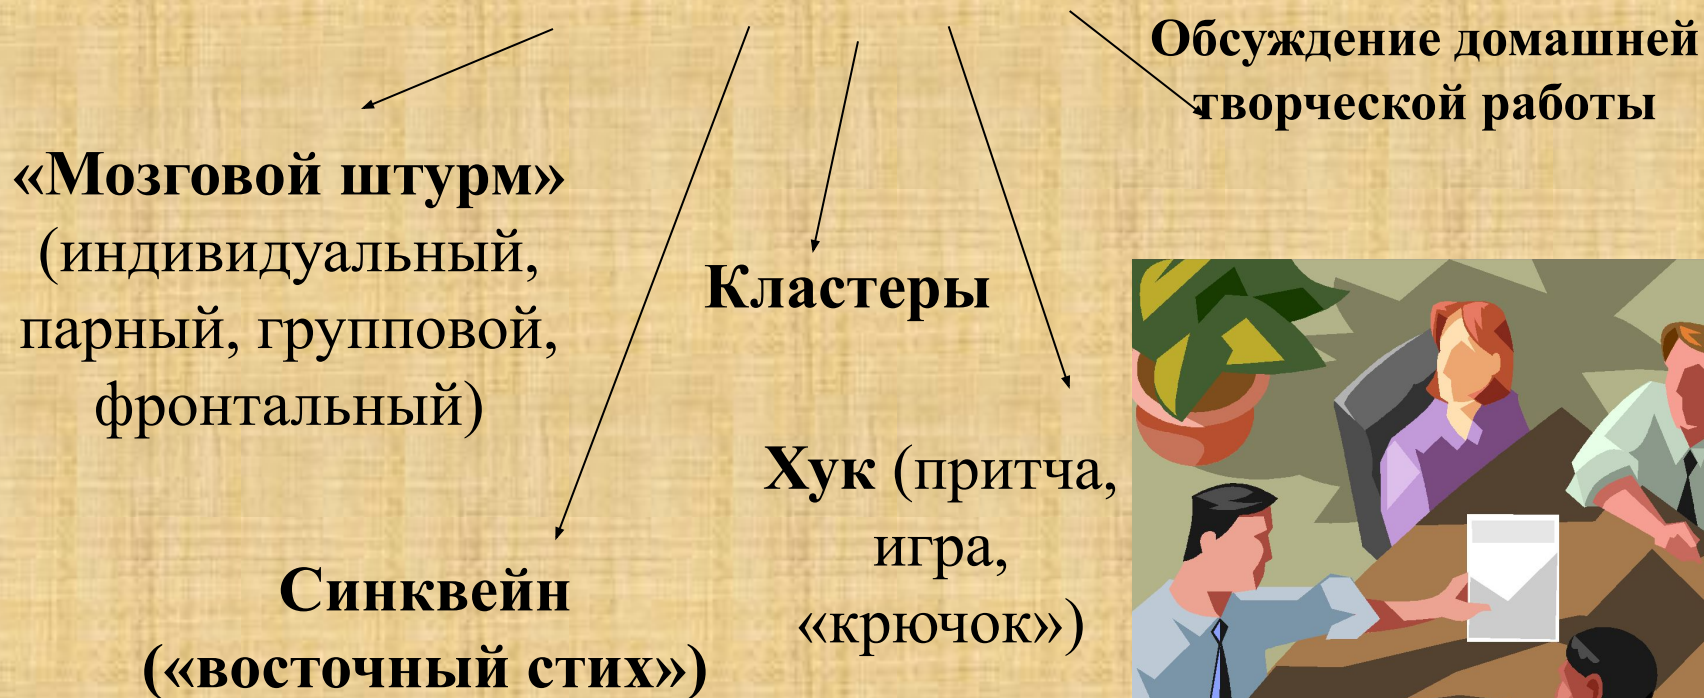 Обсуждение домашней
творческой работы
«Мозговой штурм»
(индивидуальный,
парный, групповой,
фронтальный)
Кластеры
Хук (притча,
игра,
«крючок»)
Синквейн
(«восточный стих»)